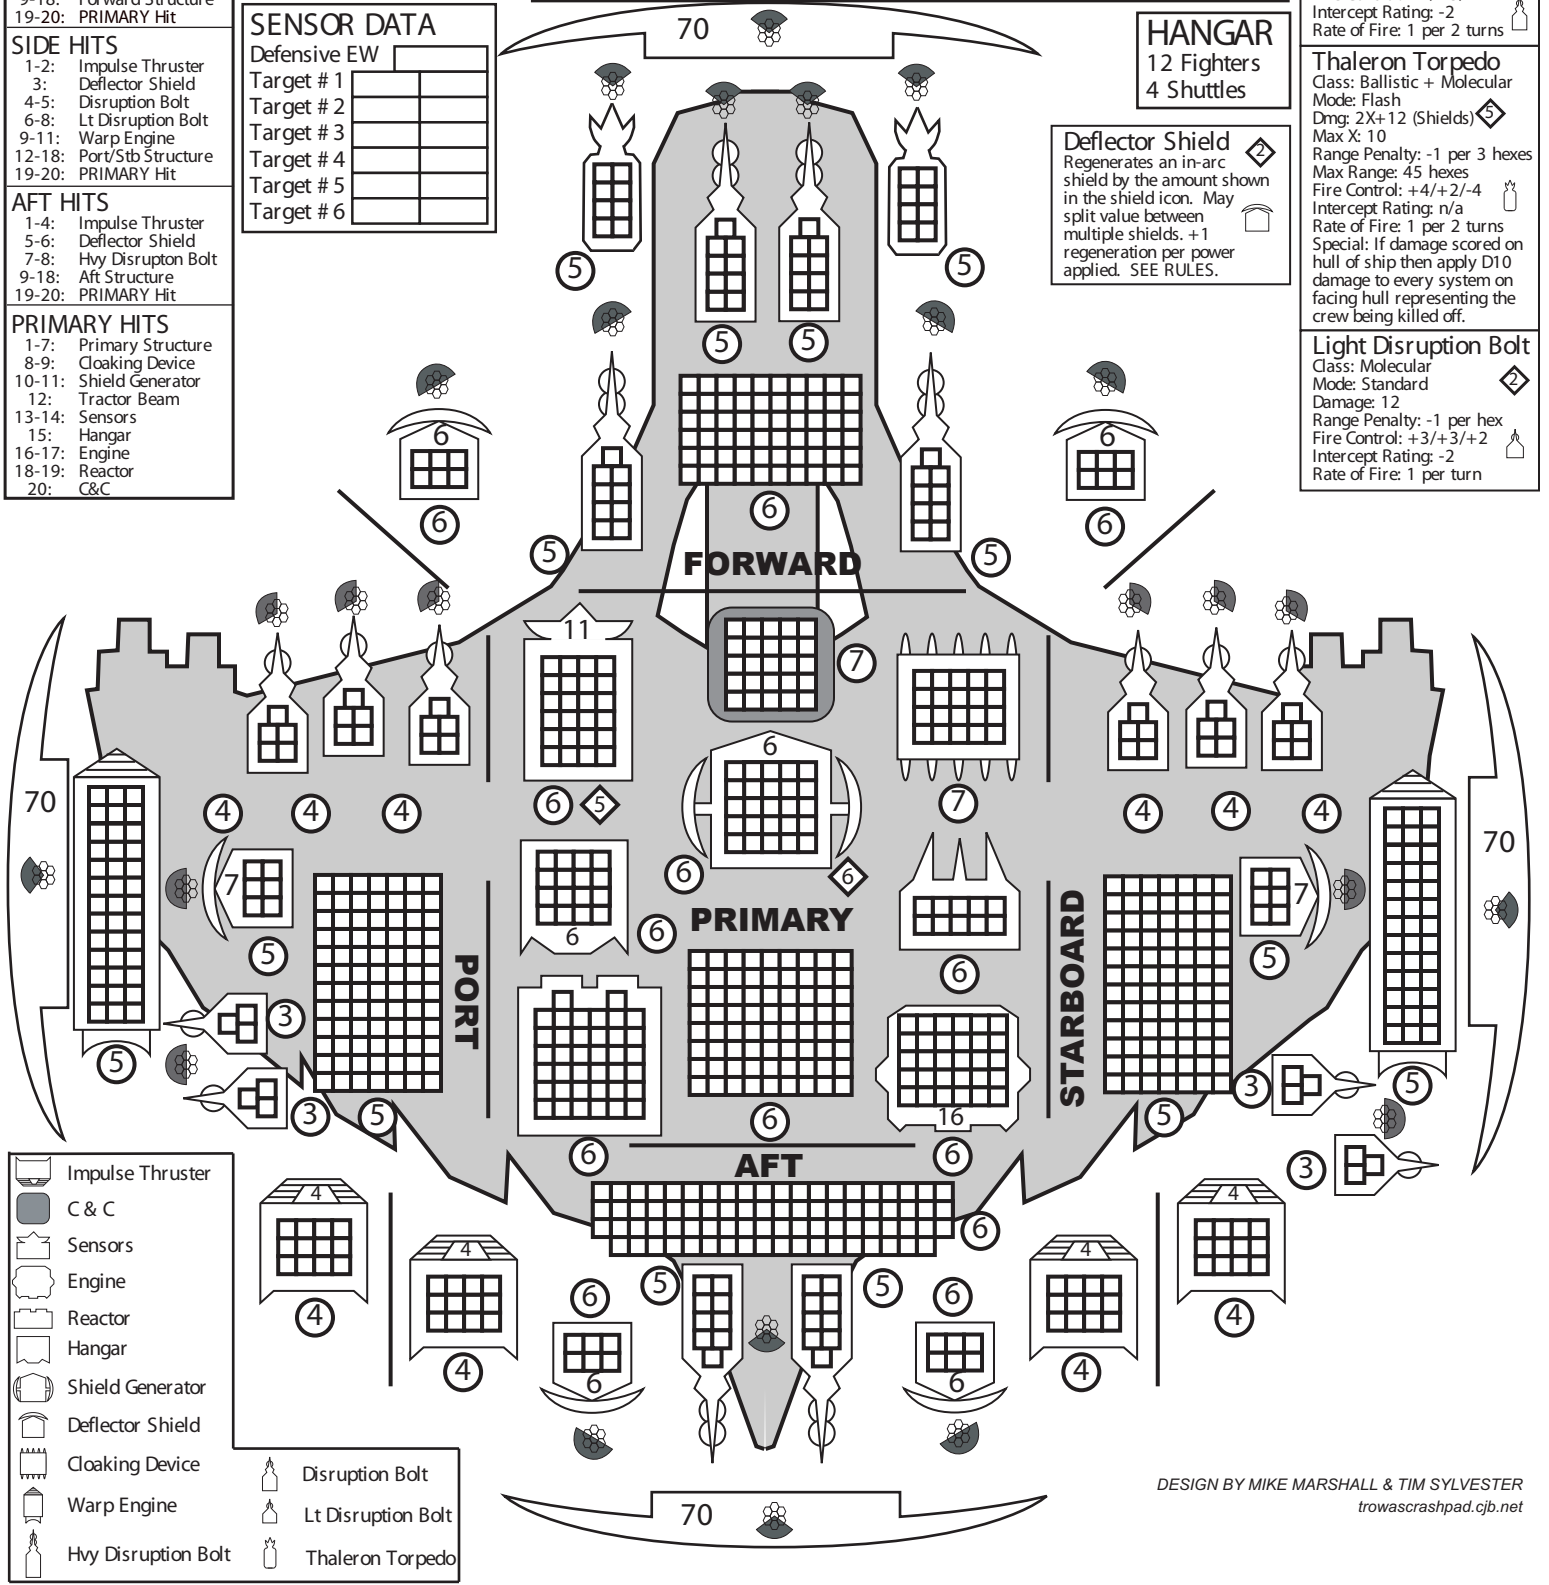 19-20: PRIMARY Hit
SIDE HITS
1-2: Impulse Thruster
3: Deflector Shield
4-5: Disruption Bolt
6-8: Lt Disruption Bolt
9-11: Warp Engine
12-18: Port/Stb Structure
19-20: PRIMARY Hit
AFT HITS
1-4: Impulse Thruster
5-6: Deflector Shield
7-8: Hvy Disrupton Bolt
9-18: Aft Structure
19-20: PRIMARY Hit
PRIMARY HITS
1-7: Primary Structure
8-9: Cloaking Device
10-11: Shield Generator
12: Tractor Beam
13-14: Sensors
15: Hangar
16-17: Engine
18-19: Reactor
20: C&C
SENSOR DATA
Defensive EW
Target # 1
Target # 2
Target # 3
Target # 4
Target # 5
Target # 6
70
HANGAR
12 Fighters
4 Shuttles
Deflector Shield
2
Regenerates an in-arc
shield by the amount shown
in the shield icon. May
split value between
multiple shields. +1
regeneration per power
applied. SEE RULES.
Intercept Rating: -2
Rate of Fire: 1 per 2 turns
Thaleron Torpedo
Class: Ballistic + Molecular
Mode: Flash
Dmg: 2X+12 (Shields)
5
Max X: 10
Range Penalty: -1 per 3 hexes
Max Range: 45 hexes
Fire Control: +4/+2/-4
Intercept Rating: n/a
Rate of Fire: 1 per 2 turns
Special: If damage scored on
hull of ship then apply D10
damage to every system on
facing hull representing the
crew being killed off.
Light Disruption Bolt
Class: Molecular
2
Mode: Standard
Damage: 12
Range Penalty: -1 per hex
Fire Control: +3/+3/+2
Intercept Rating: -2
Rate of Fire: 1 per turn
5
5
5
5
6
6
6
6
6
5
5
FORWARD
11
7
6
5
7
6
6
6
6
6
PRIMARY
6
6
6
16
6
4
4
4
4
4
4
70
70
7
5
7
5
PORT
STARBOARD
5
3
3
5
5
3
3
5
AFT
6
4
4
4
4
4
4
4
4
5
5
6
6
6
6
70
Impulse Thruster
C & C
Sensors
Engine
Reactor
Hangar
Shield Generator
Deflector Shield
Cloaking Device
Warp Engine
Hvy Disruption Bolt
Disruption Bolt
Lt Disruption Bolt
Thaleron Torpedo
DESIGN BY MIKE MARSHALL & TIM SYLVESTER
trowascrashpad.cjb.net